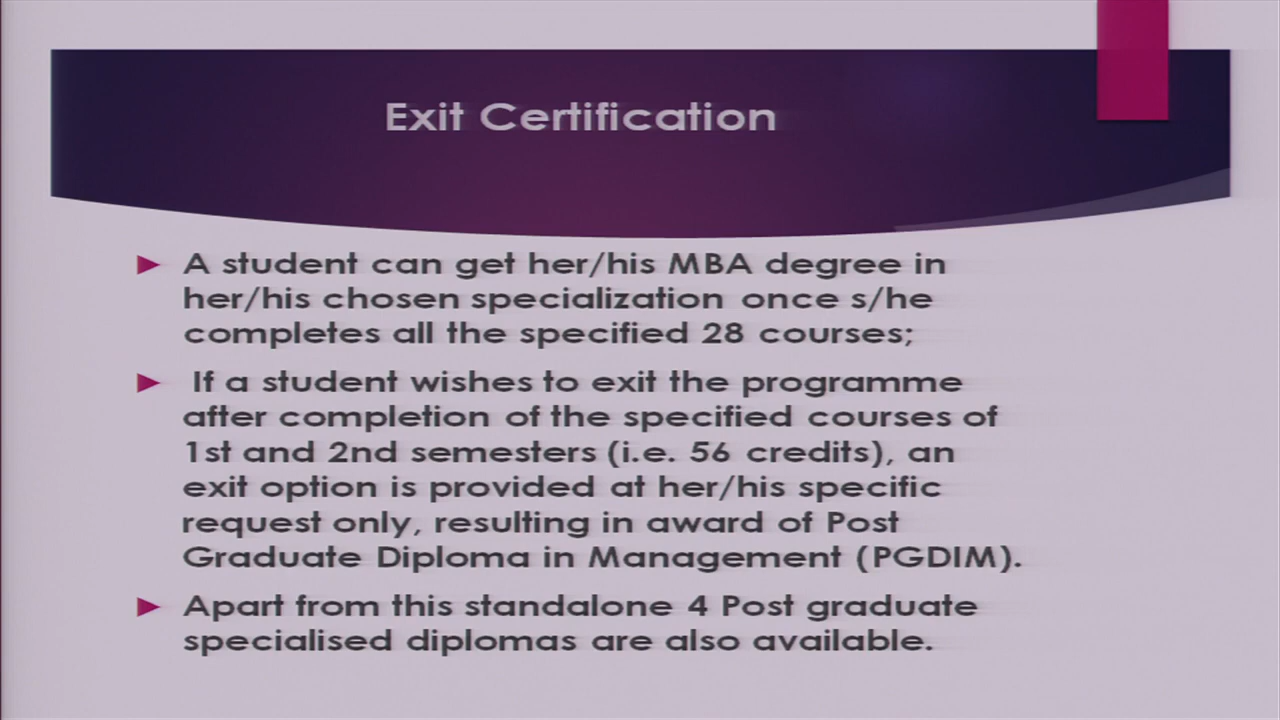 Exit Certification
A student can get her/his MBA degree in
her/his chosen specialization once s/he
completes all the specified 28 courses;
If a student wishes to exit the programme
after completion of the specified courses of
1st and 2nd semesters (i.e. 56 credits), an
exit option is provided at her/his specific
request only, resulting in award of Post
Graduate Diploma in Management (PGDIM).
Apart from this standalone 4 Post graduate
specialised diplomas are also available.